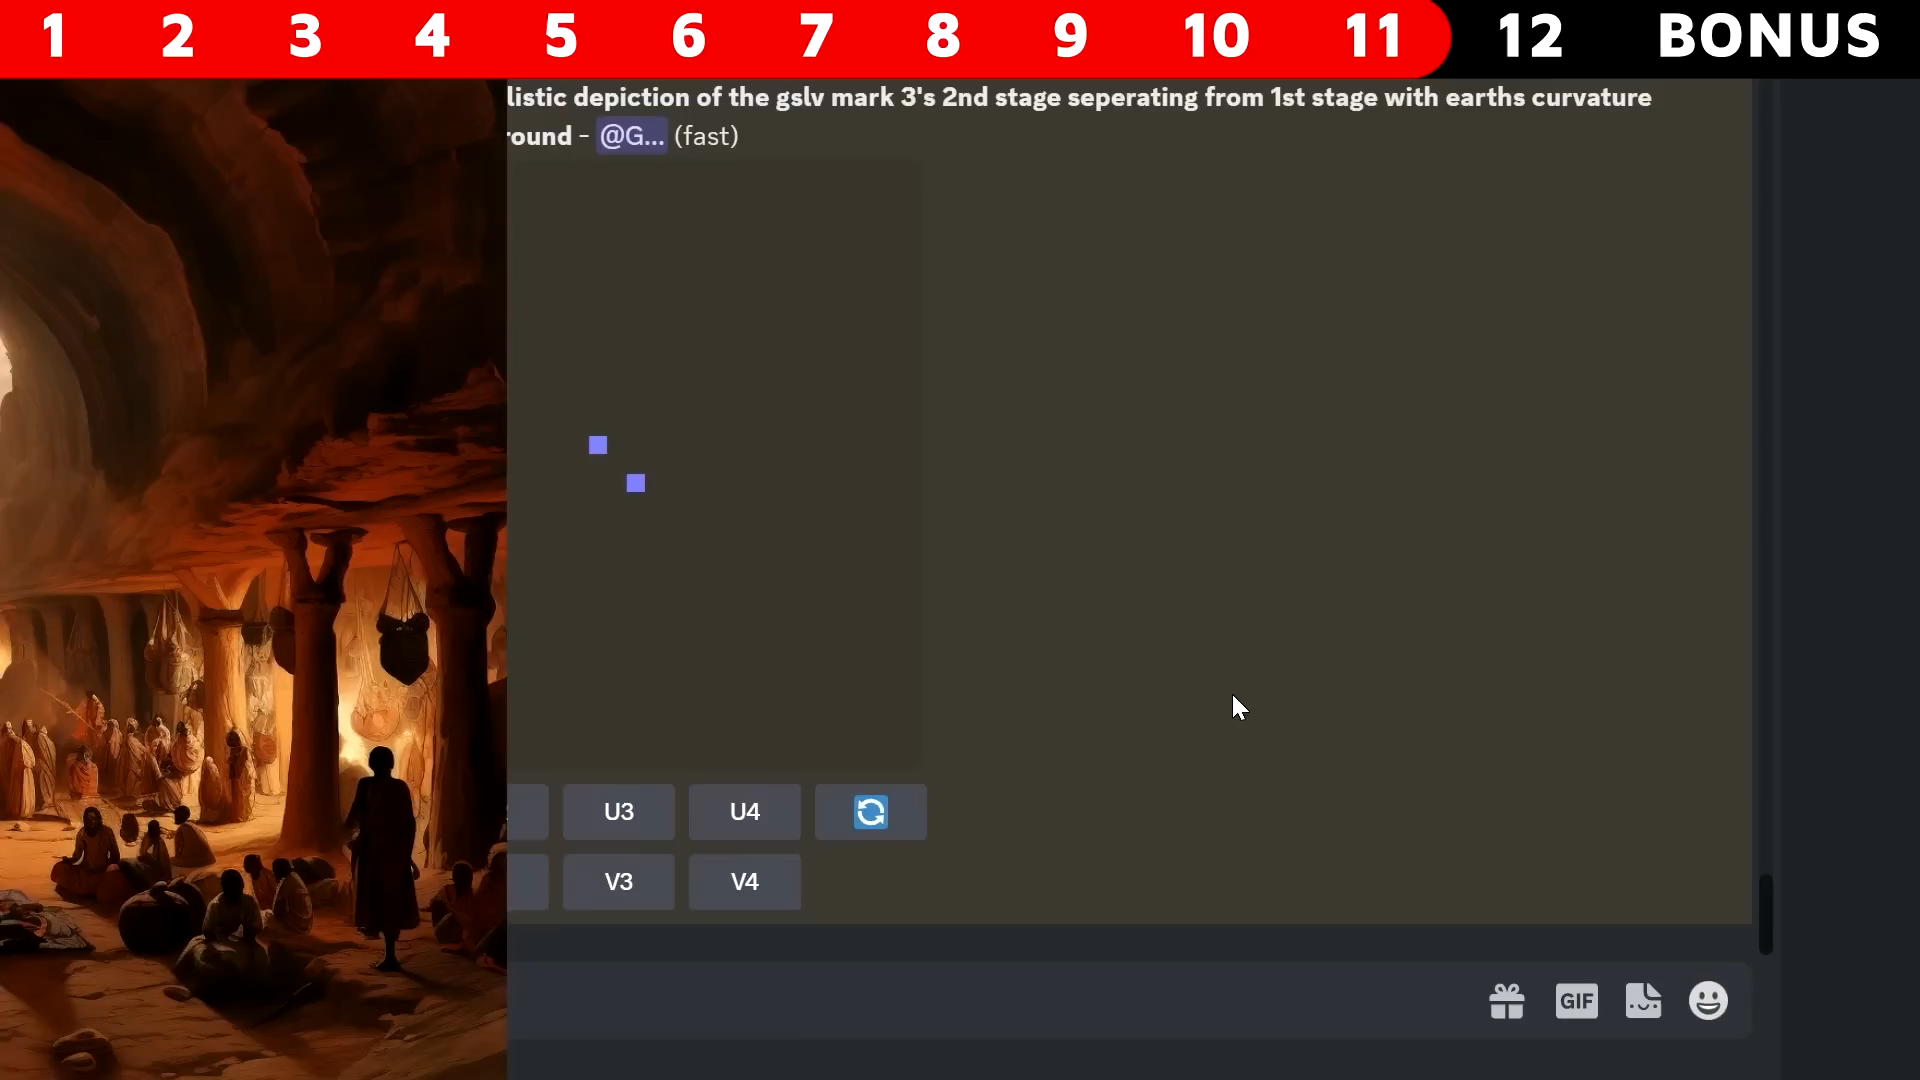 1 2 3 4 5 6 7 8 9 10 11 12 BONUS
listic depiction of the gslv mark 3's 2nd stage seperating from 1st stage with earths curvature
round - @G... (fast)
U3 U4
V3 V4
GIF